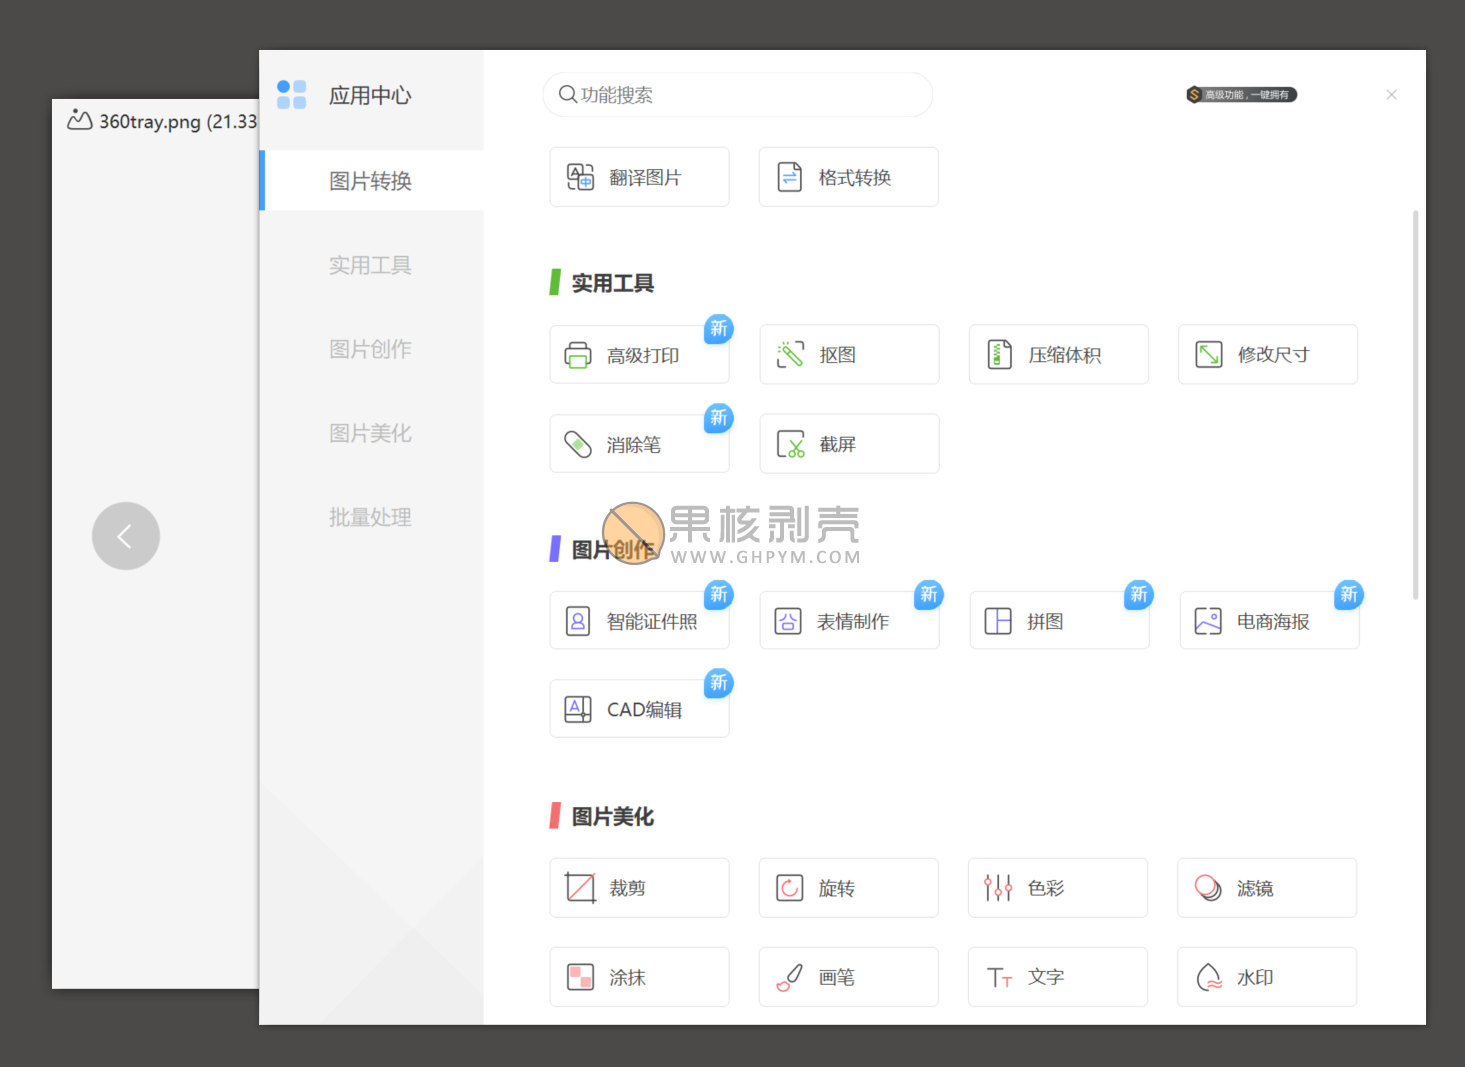 应用中心
功能搜索
高级功能，一键拥有
360tray.png (21.33
图片转换
实用工具
图片创作
图片美化
批量处理
翻译图片
格式转换
实用工具
高级打印
新
抠图
压缩体积
修改尺寸
消除笔
新
截屏
果核剥壳
WWW.GHPYM.COM
图片创作
智能证件照
新
表情制作
新
拼图
新
电商海报
新
CAD编辑
新
图片美化
裁剪
旋转
色彩
滤镜
涂抹
画笔
文字
水印